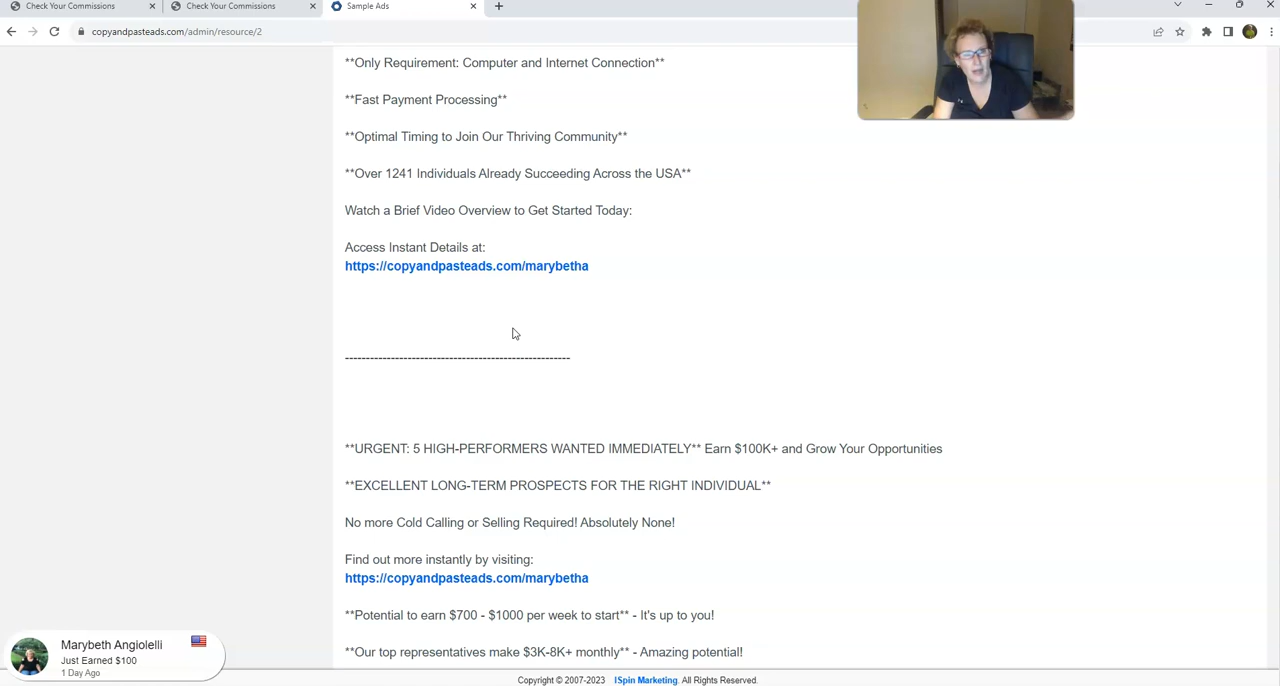 Check Your Commissions
Check Your Commissions
Sample Ads
copyandpasteads.com/admin/resource/2
**Only Requirement: Computer and Internet Connection**
**Fast Payment Processing**
**Optimal Timing to Join Our Thriving Community**
**Over 1241 Individuals Already Succeeding Across the USA**
Watch a Brief Video Overview to Get Started Today:
Access Instant Details at:
https://copyandpasteads.com/marybetha
-------------------------------------------------------
**URGENT: 5 HIGH-PERFORMERS WANTED IMMEDIATELY** Earn $100K+ and Grow Your Opportunities
**EXCELLENT LONG-TERM PROSPECTS FOR THE RIGHT INDIVIDUAL**
No more Cold Calling or Selling Required! Absolutely None!
Find out more instantly by visiting:
https://copyandpasteads.com/marybetha
**Potential to earn $700 - $1000 per week to start** - It's up to you!
**Our top representatives make $3K-8K+ monthly** - Amazing potential!
Marybeth Angiolelli
Just Earned $100
1 Day Ago
Copyright © 2007-2023 ISpin Marketing. All Rights Reserved.